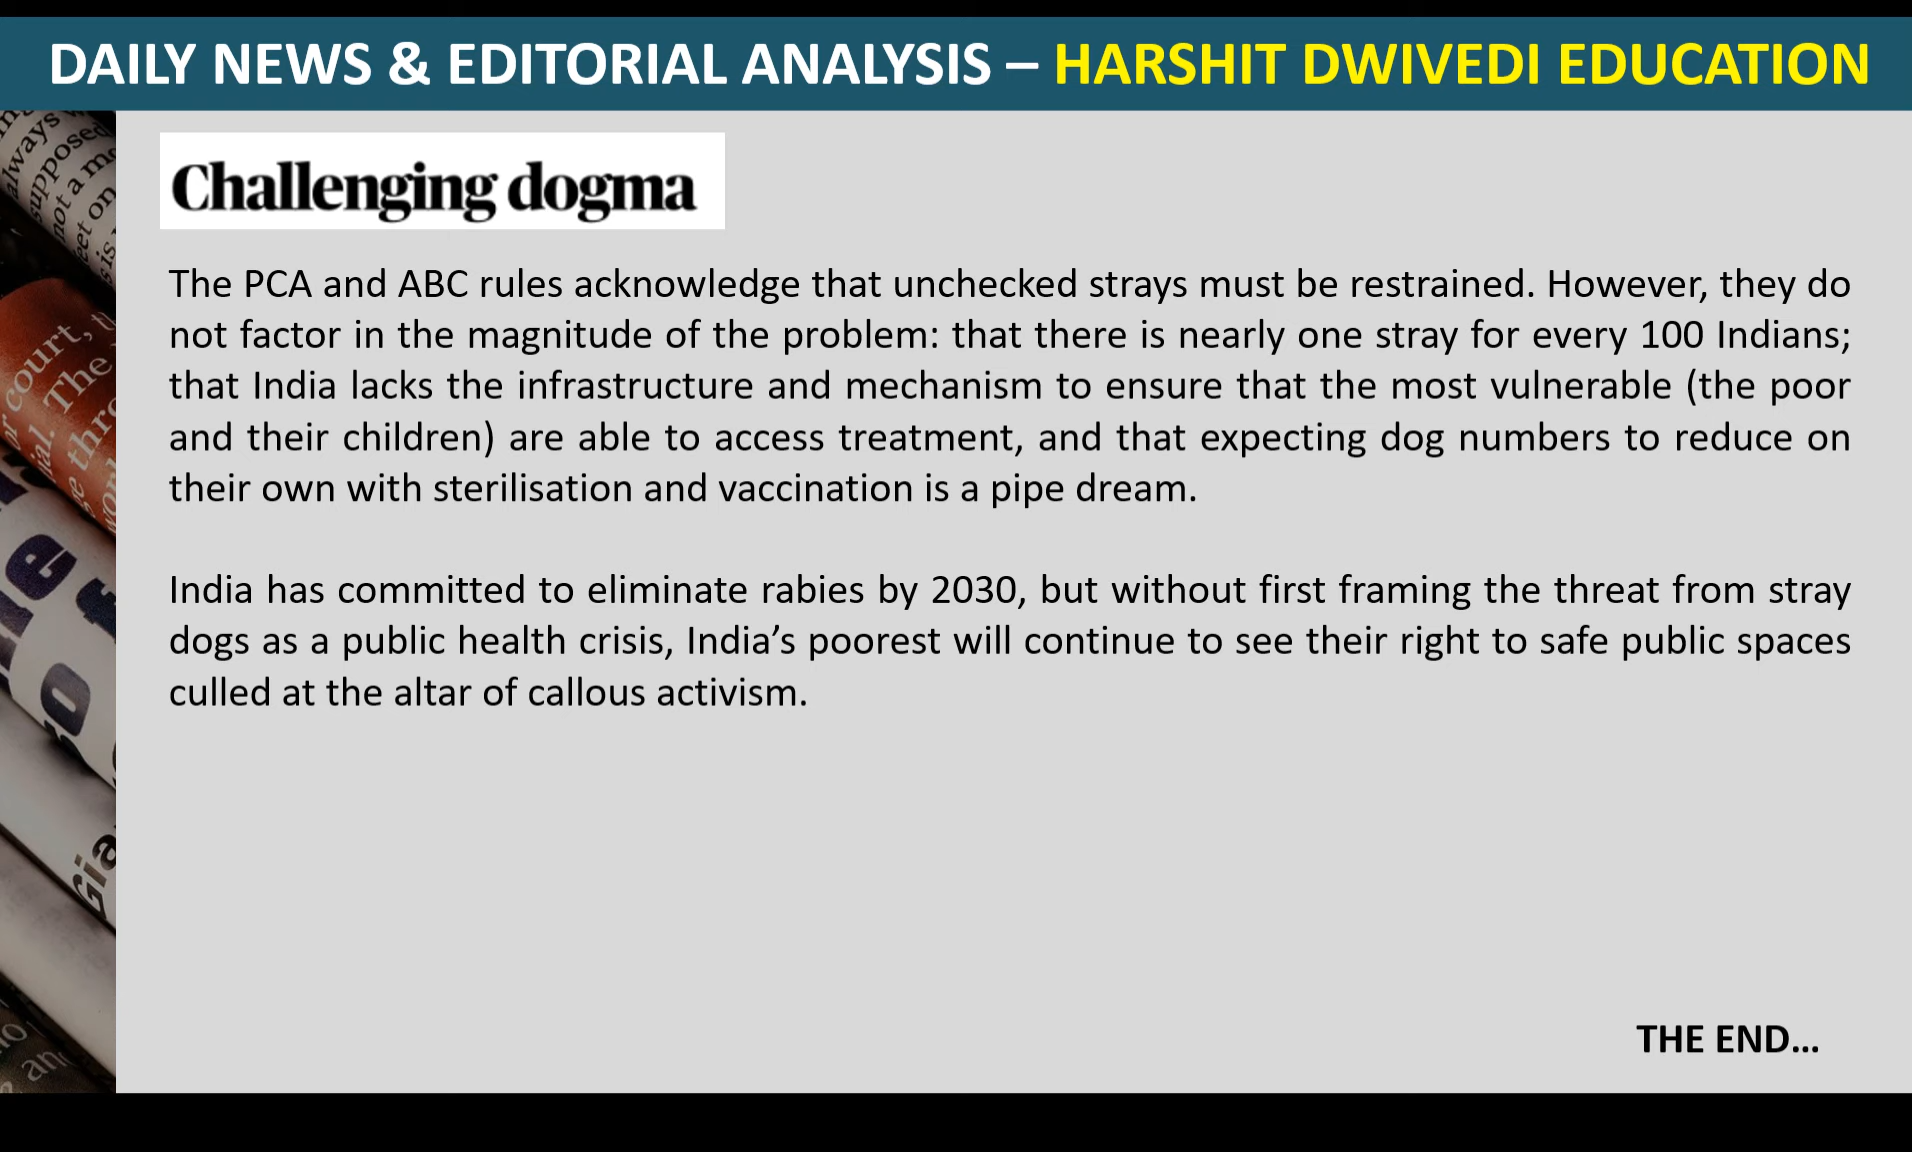 DAILY NEWS & EDITORIAL ANALYSIS – HARSHIT DWIVEDI EDUCATION
Challenging dogma
The PCA and ABC rules acknowledge that unchecked strays must be restrained. However, they do
not factor in the magnitude of the problem: that there is nearly one stray for every 100 Indians;
that India lacks the infrastructure and mechanism to ensure that the most vulnerable (the poor
and their children) are able to access treatment, and that expecting dog numbers to reduce on
their own with sterilisation and vaccination is a pipe dream.
India has committed to eliminate rabies by 2030, but without first framing the threat from stray
dogs as a public health crisis, India’s poorest will continue to see their right to safe public spaces
culled at the altar of callous activism.
THE END…
always
supposed
not a
court,
The